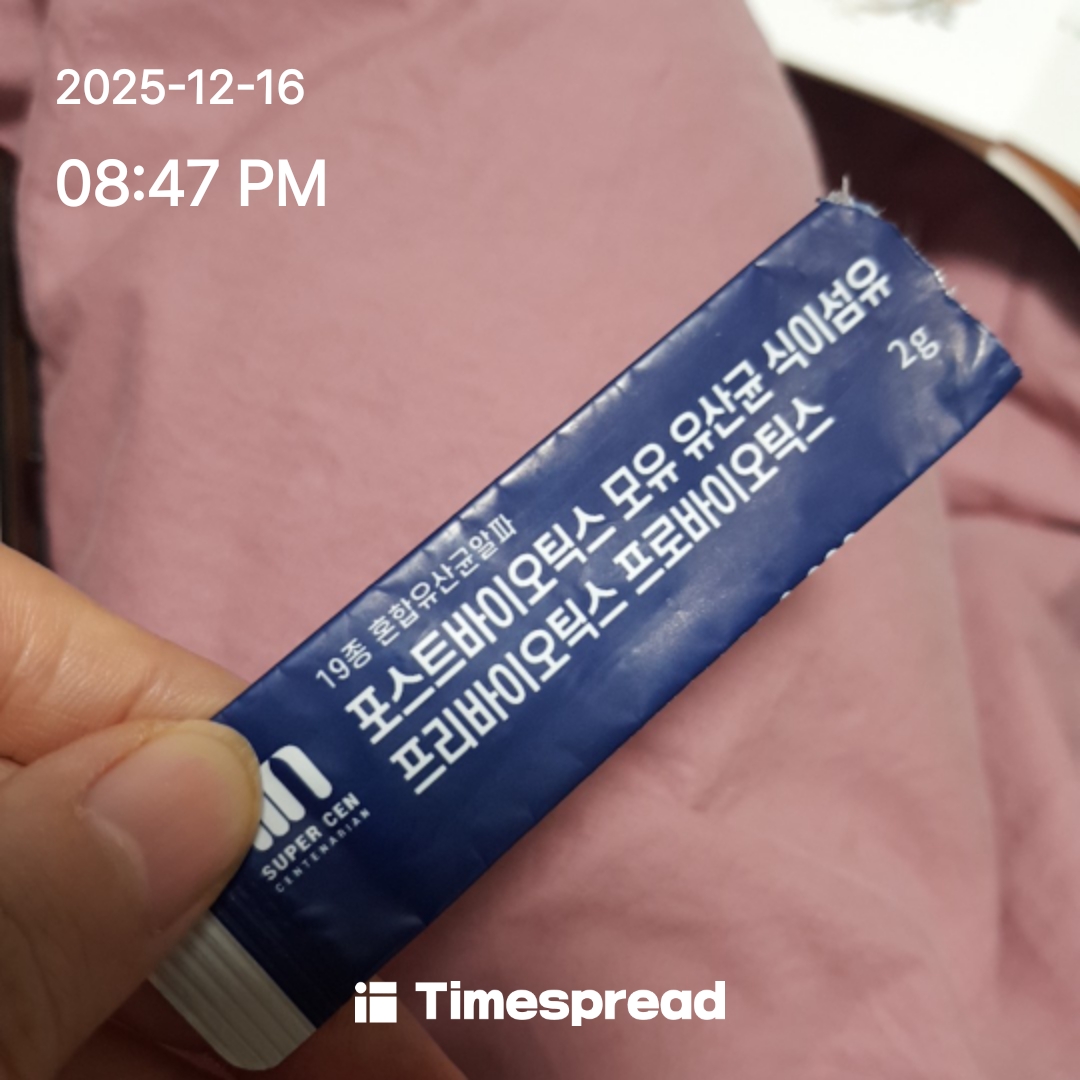 2025-12-16
08:47 PM
19종 혼합유산균알파
포스트바이오틱스 모유 유산균 식이섬유
프리바이오틱스 프로바이오틱스
2g
SUPER CEN
CENTENARIAN
Timespread